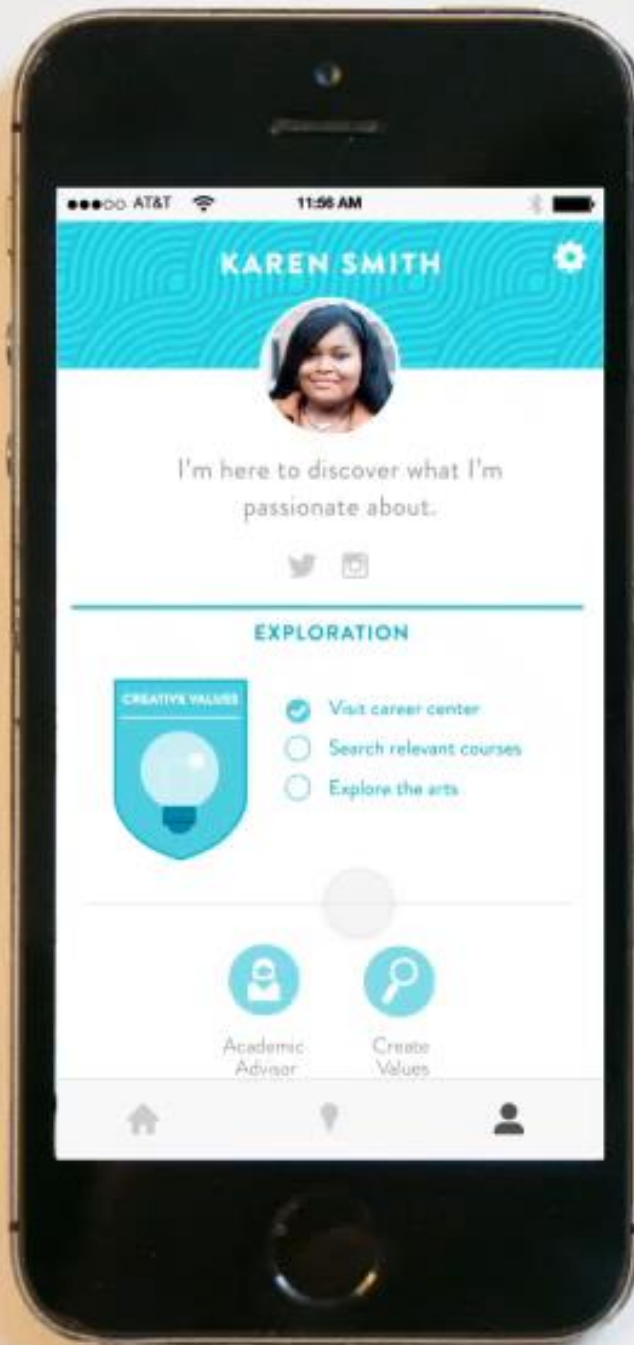 AT&T 11:56 AM
KAREN SMITH
I'm here to discover what I'm
passionate about.
EXPLORATION
CREATIVE VALUES
Visit career center
Search relevant courses
Explore the arts
Academic Create
Advisor Values